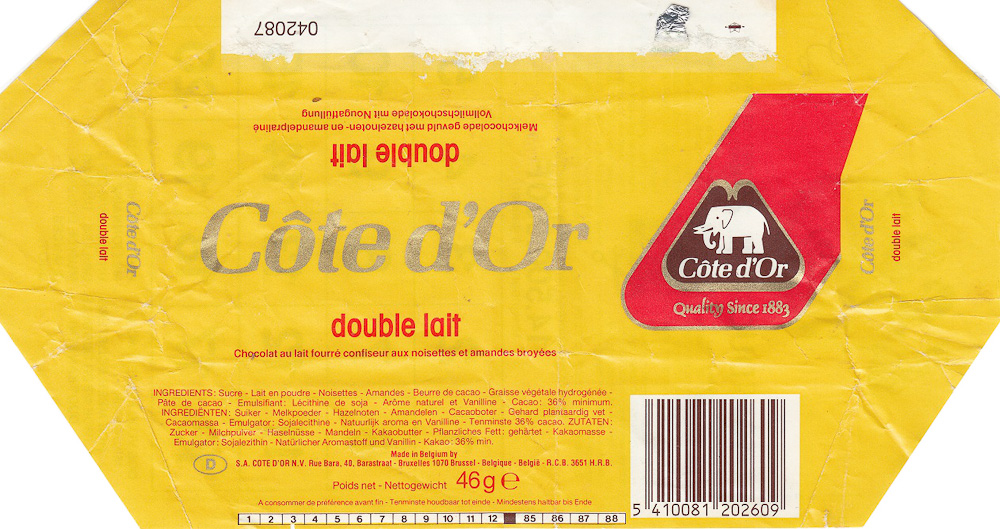 042087
Vollmilchschokolade mit Nougatfüllung
Melkchocolade gevuld met hazelnoten- en amandelpraliné
double lait
Côte d'Or
double lait
Côte d'Or
double lait
Chocolat au lait fourré confiseur aux noisettes et amandes broyées
Côte d'Or
Quality Since 1883
Côte d'Or
double lait
INGREDIENTS: Sucre - Lait en poudre - Noisettes - Amandes - Beurre de cacao - Graisse végétale hydrogénée -
Pâte de cacao - Emulsifiant: Lécithine de soja - Arôme naturel et Vanilline - Cacao: 36% minimum.
INGREDIËNTEN: Suiker - Melkpoeder - Hazelnoten - Amandelen - Cacaoboter - Gehard plantaardig vet -
Cacaomassa - Emulgator: Sojalecithine - Natuurlijk aroma en Vanilline - Tenminste 36% cacao. ZUTATEN:
Zucker - Milchpulver - Haselnüsse - Mandeln - Kakaobutter - Pflanzliches Fett: gehärtet - Kakaomasse -
Emulgator: Sojalezithin - Natürlicher Aromastoff und Vanillin - Kakao: 36% min.
Made in Belgium by
D S.A. COTE D'OR N.V. Rue Bara, 40, Barastraat - Bruxelles 1070 Brussel - Belgique - België - R.C.B. 3651 H.R.B.
Poids net - Nettogewicht 46g e
A consommer de préférence avant fin - Tenminste houdbaar tot einde - Mindestens haltbar bis Ende
1 2 3 4 5 6 7 8 9 10 11 12 85 86 87 88
5 410081 202609